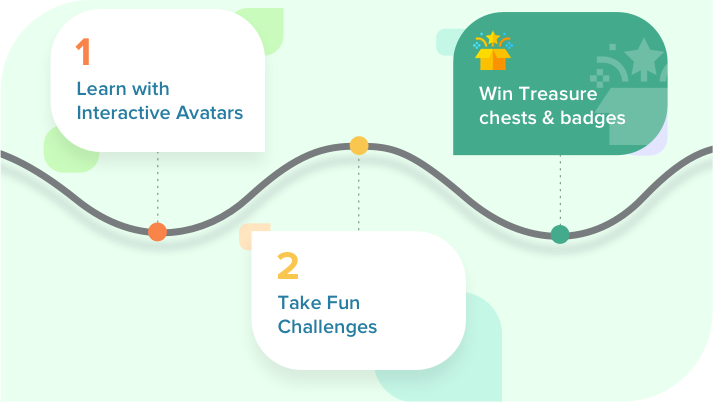 1
Learn with
Interactive Avatars
2
Take Fun
Challenges
Win Treasure
chests & badges